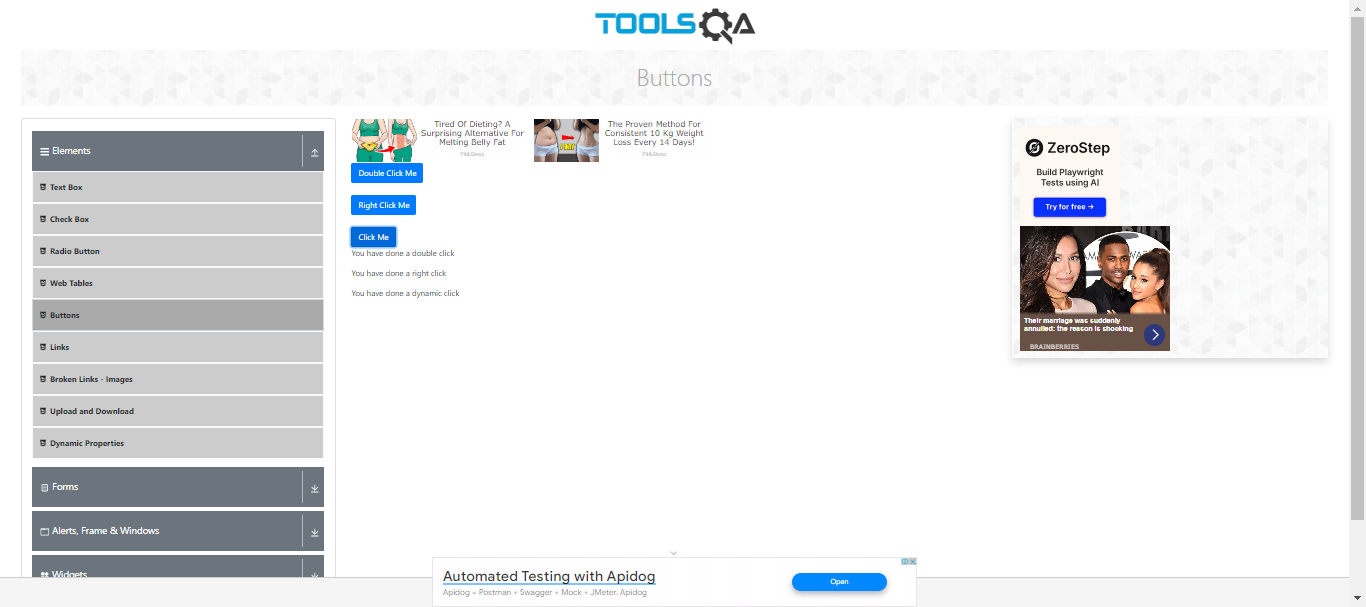 TOOLSQA
Buttons
Elements
Text Box
Check Box
Radio Button
Web Tables
Buttons
Links
Broken Links - Images
Upload and Download
Dynamic Properties
Forms
Alerts, Frame & Windows
Widgets
Tired Of Dieting? A
Surprising Alternative For
Melting Belly Fat
Fit&Sleep
The Proven Method For
Consistent 10 Kg Weight
Loss Every 14 Days!
Fit&Sleep
Double Click Me
Right Click Me
Click Me
You have done a double click
You have done a right click
You have done a dynamic click
ZeroStep
Build Playwright
Tests using AI
Try for free →
Their marriage was suddenly
annulled: the reason is shocking
BRAINBERRIES
Automated Testing with Apidog
Apidog = Postman + Swagger + Mock + JMeter. Apidog
Open